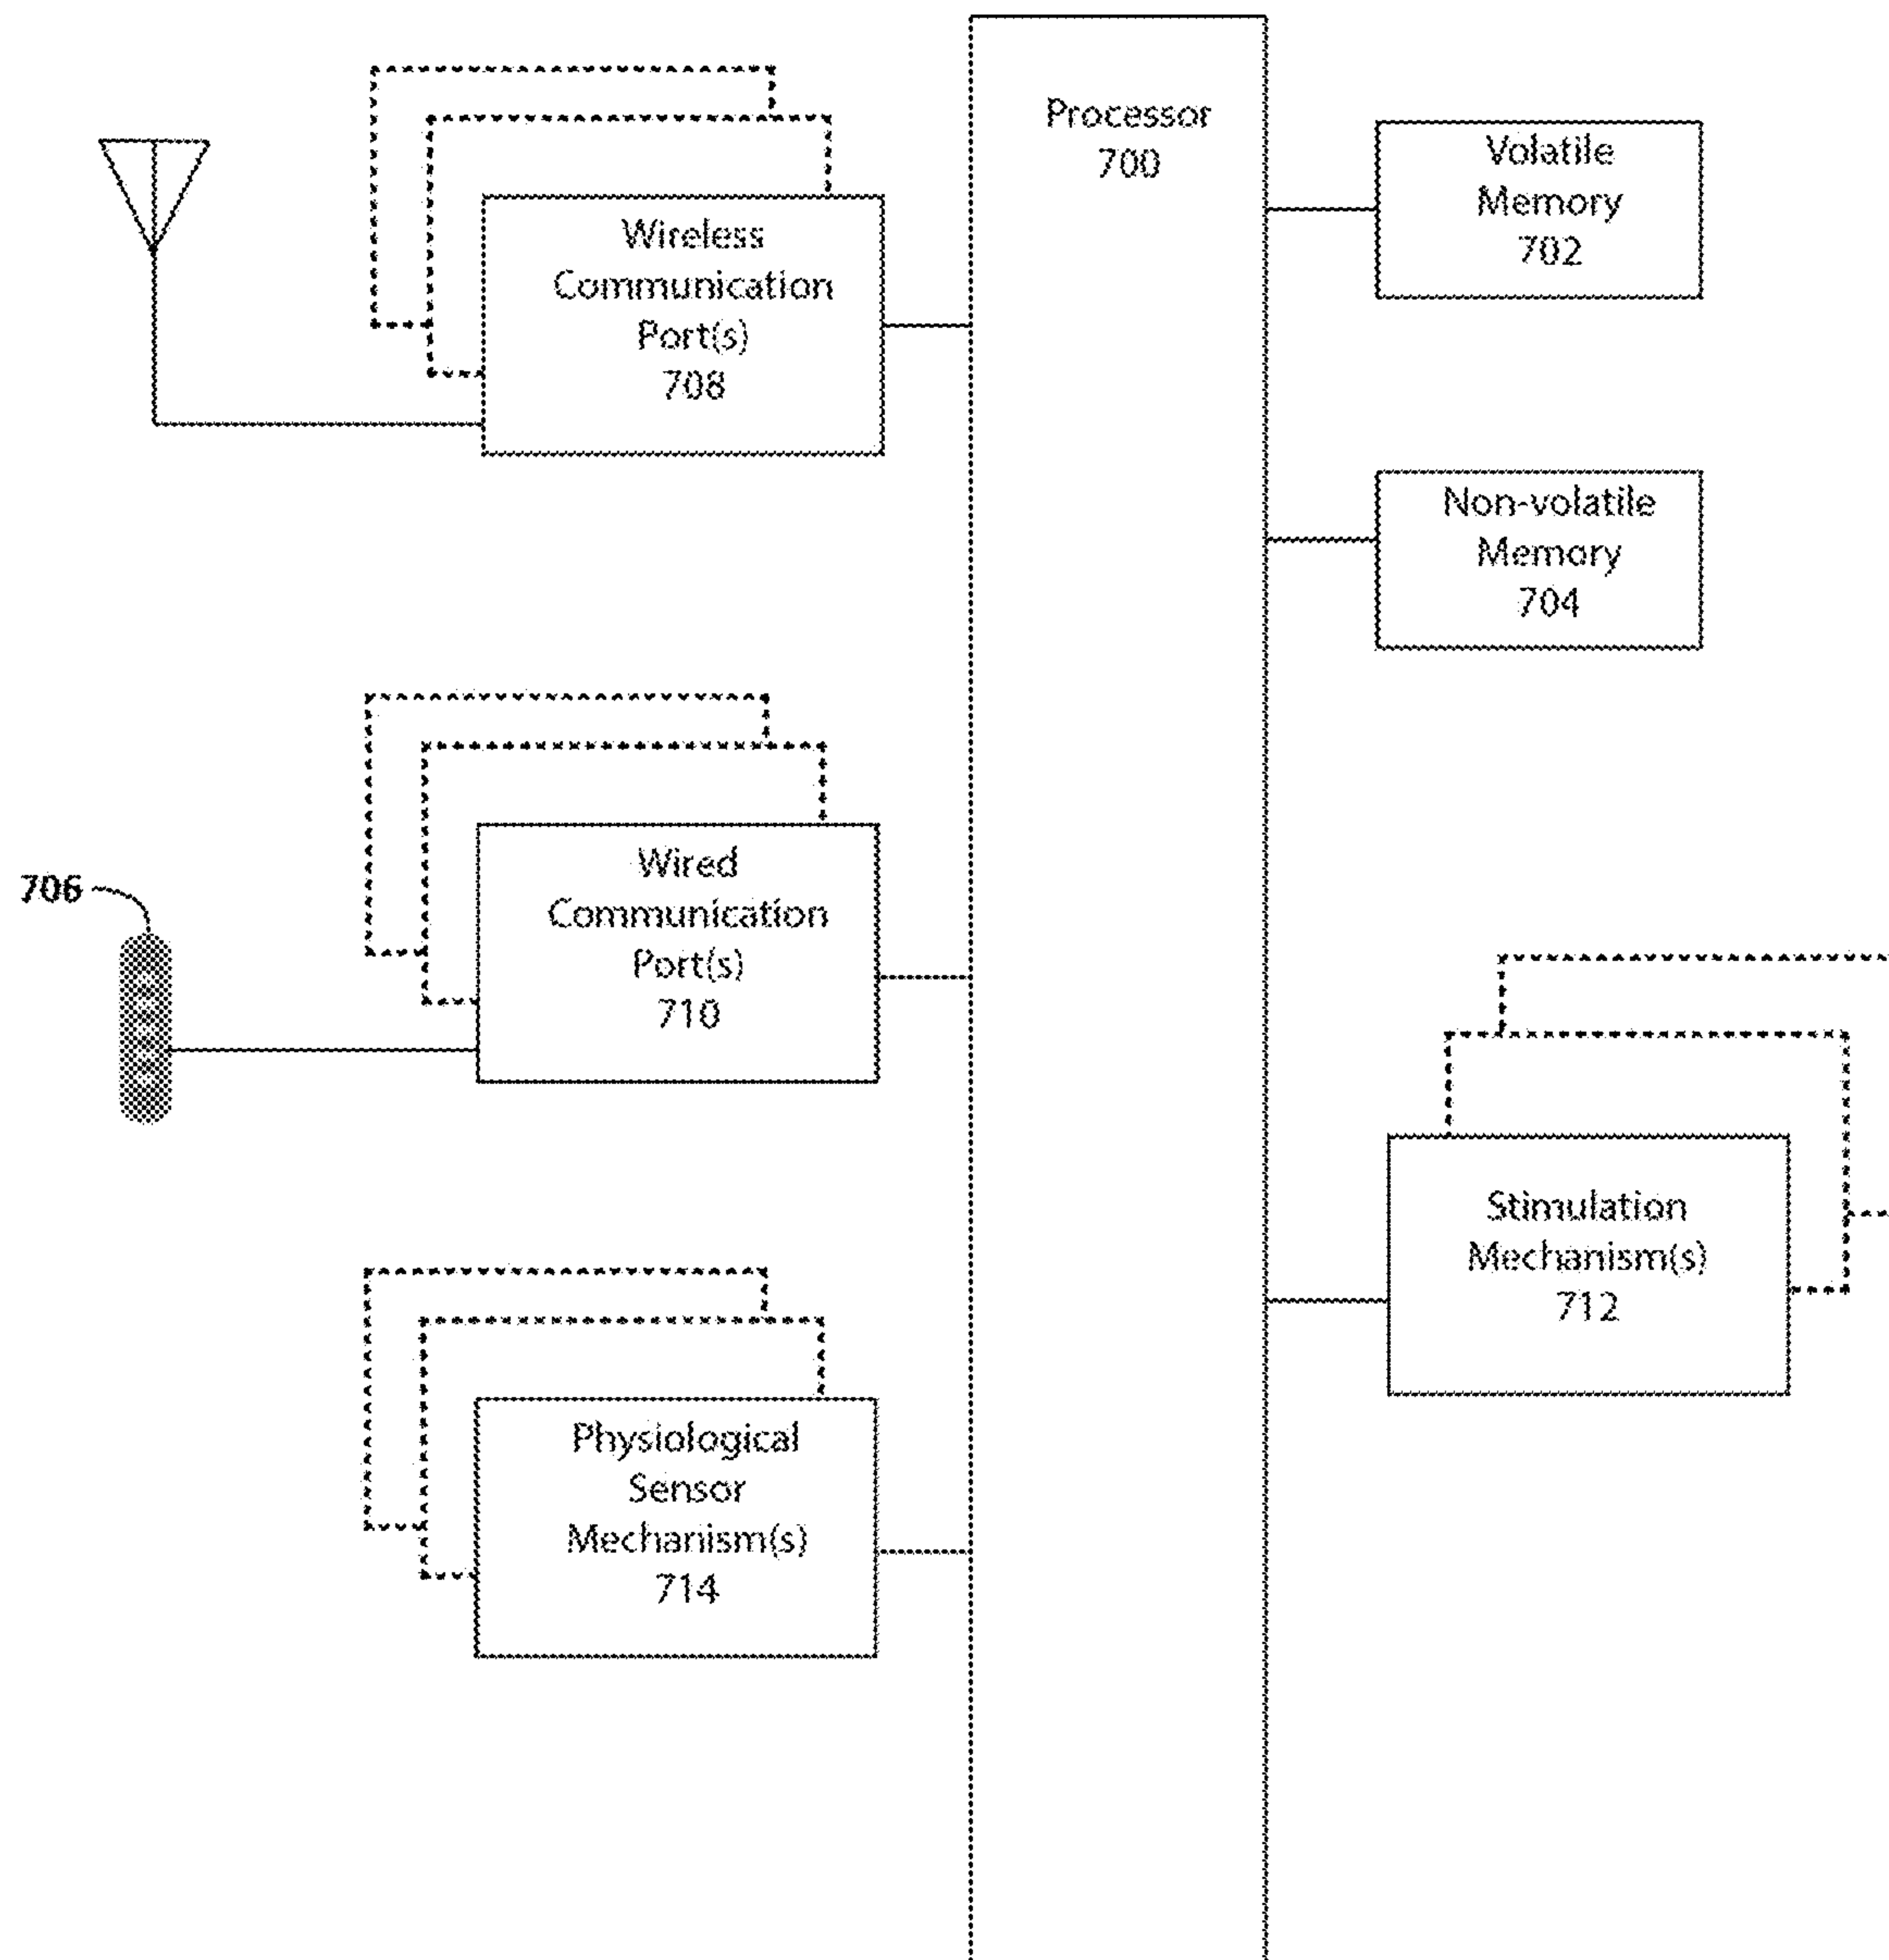 Processor
700
Volatile
Memory
702
Wireless
Communication
Port(s)
708
Non-volatile
Memory
704
706
Wired
Communication
Port(s)
710
Stimulation
Mechanism(s)
712
Physiological
Sensor
Mechanism(s)
714